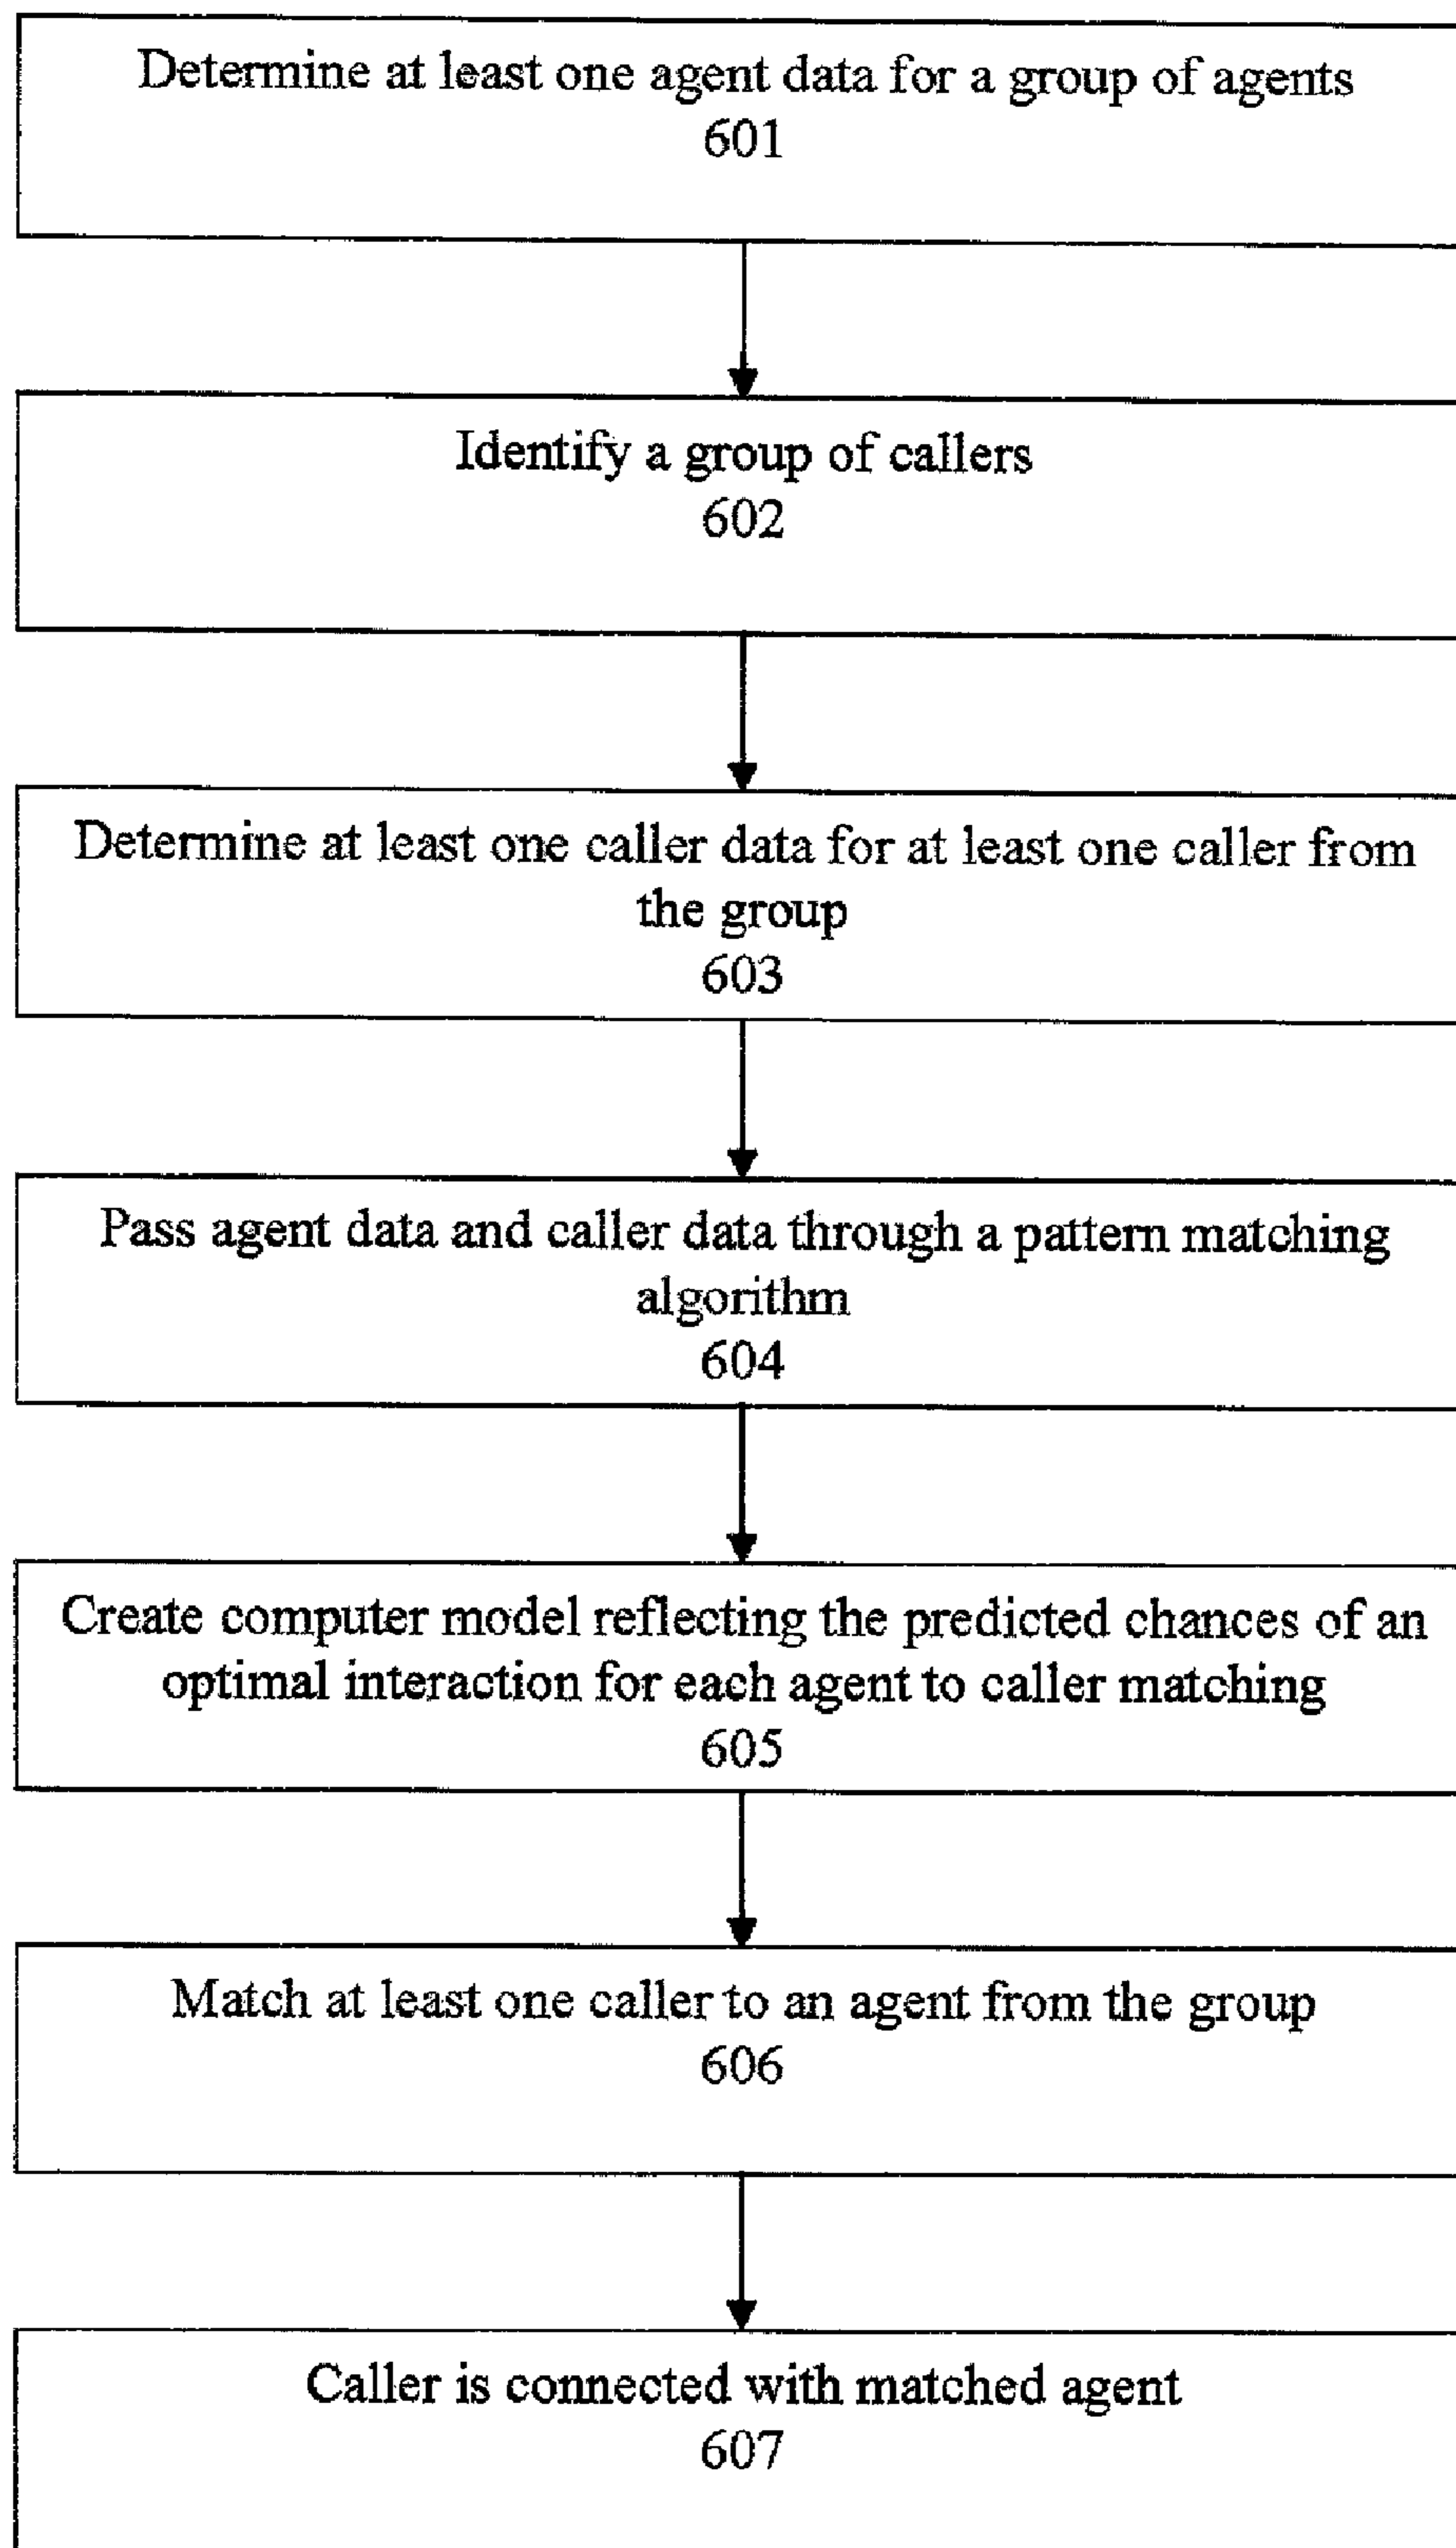 Determine at least one agent data for a group of agents
601
Identify a group of callers
602
Determine at least one caller data for at least one caller from
the group
603
Pass agent data and caller data through a pattern matching
algorithm
604
Create computer model reflecting the predicted chances of an
optimal interaction for each agent to caller matching
605
Match at least one caller to an agent from the group
606
Caller is connected with matched agent
607